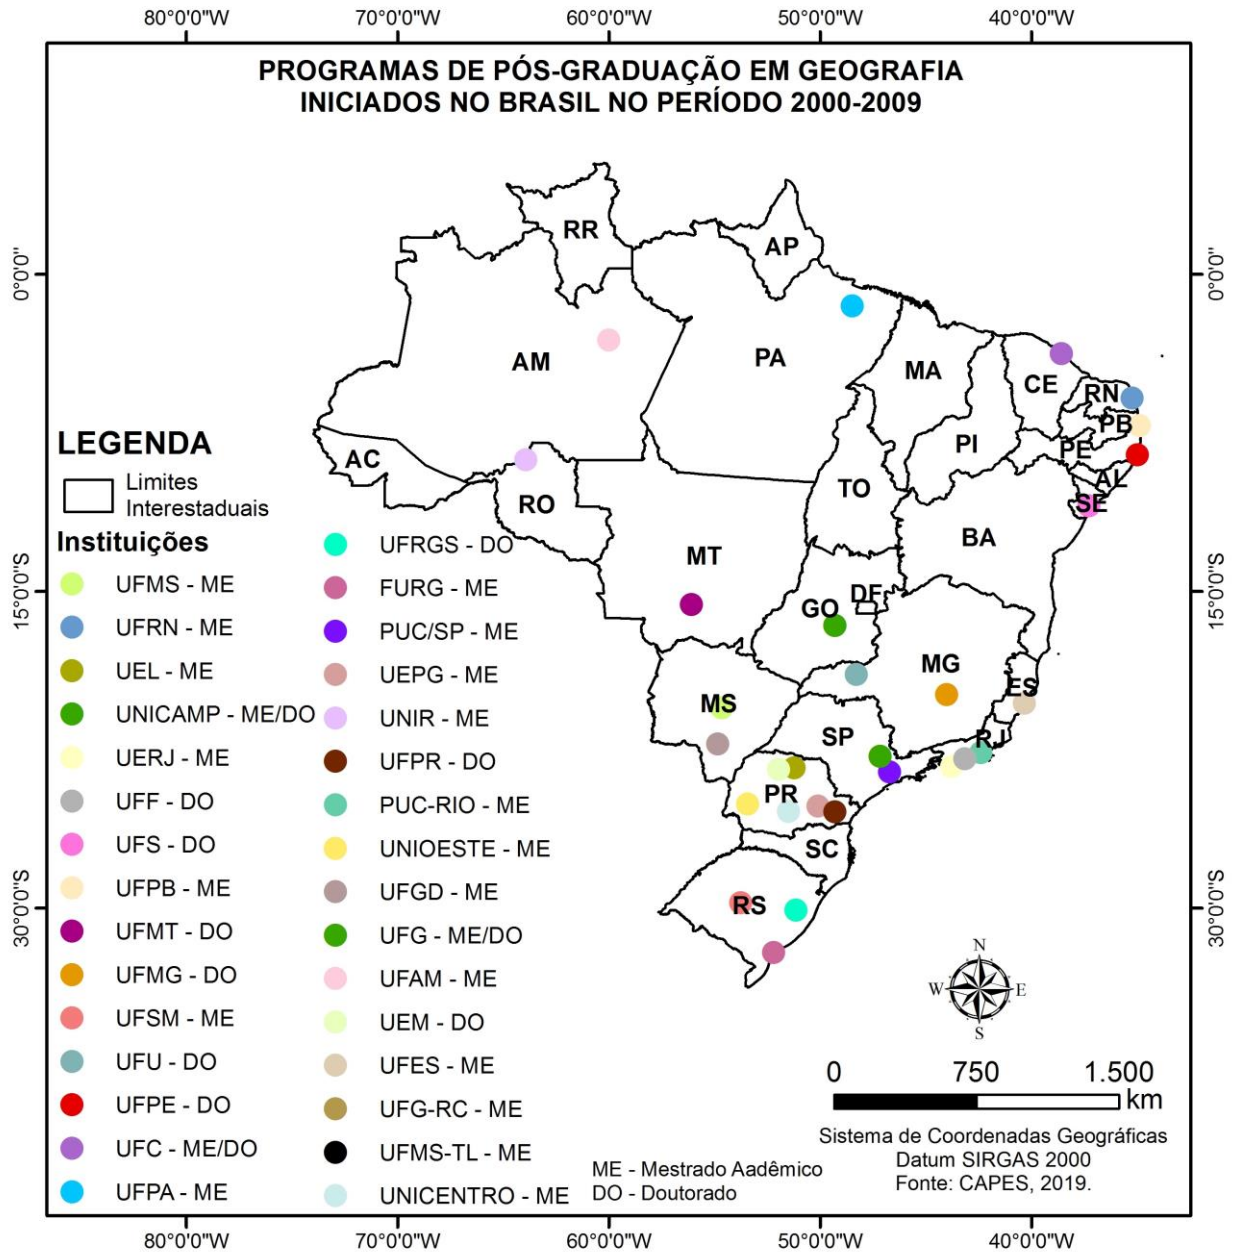 80°0'0"W 70°0'0"W 60°0'0"W 50°0'0"W 40°0'0"W
PROGRAMAS DE PÓS-GRADUAÇÃO EM GEOGRAFIA
INICIADOS NO BRASIL NO PERÍODO 2000-2009
RR
AP
0°0'0"
0°0'0"
AM
PA
MA
CE
RN
PB
PI
PE
AL
SE
AC
RO
TO
BA
MT
GO
DF
15°0'0"S
15°0'0"S
MG
ES
MS
SP
RJ
PR
SC
RS
30°0'0"S
30°0'0"S
LEGENDA
Limites
Interestaduais
Instituições
UFMS - ME
UFRN - ME
UEL - ME
UNICAMP - ME/DO
UERJ - ME
UFF - DO
UFS - DO
UFPB - ME
UFMT - DO
UFMG - DO
UFSM - ME
UFU - DO
UFPE - DO
UFC - ME/DO
UFPA - ME
UFRGS - DO
FURG - ME
PUC/SP - ME
UEPG - ME
UNIR - ME
UFPR - DO
PUC-RIO - ME
UNIOESTE - ME
UFGD - ME
UFG - ME/DO
UFAM - ME
UEM - DO
UFES - ME
UFG-RC - ME
UFMS-TL - ME
UNICENTRO - ME
ME - Mestrado Aadêmico
DO - Doutorado
N
W E
S
0 750 1.500
km
Sistema de Coordenadas Geográficas
Datum SIRGAS 2000
Fonte: CAPES, 2019.
80°0'0"W 70°0'0"W 60°0'0"W 50°0'0"W 40°0'0"W